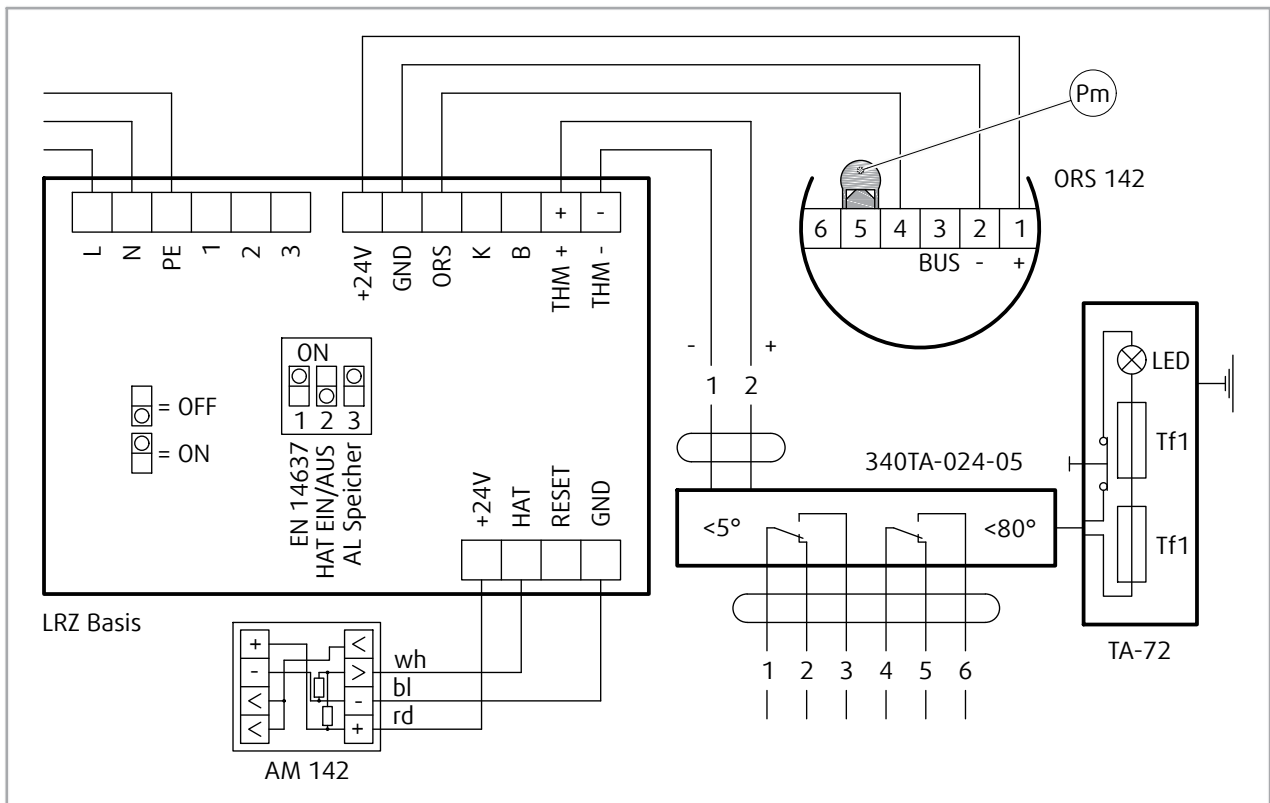 Pm
ORS 142
6 5 4 3 2 1
BUS - +
+ -
L
N
PE
1
2
3
+24V
GND
ORS
K
B
THM +
THM -
ON
1 2 3
EN 14637
HAT EIN/AUS
AL Speicher
= OFF
= ON
+24V
HAT
RESET
GND
LRZ Basis
- +
1 2
340TA-024-05
<5° <80°
1 2 3 4 5 6
LED
Tf1
Tf1
TA-72
+ <
- > wh
< - bl
< + rd
AM 142